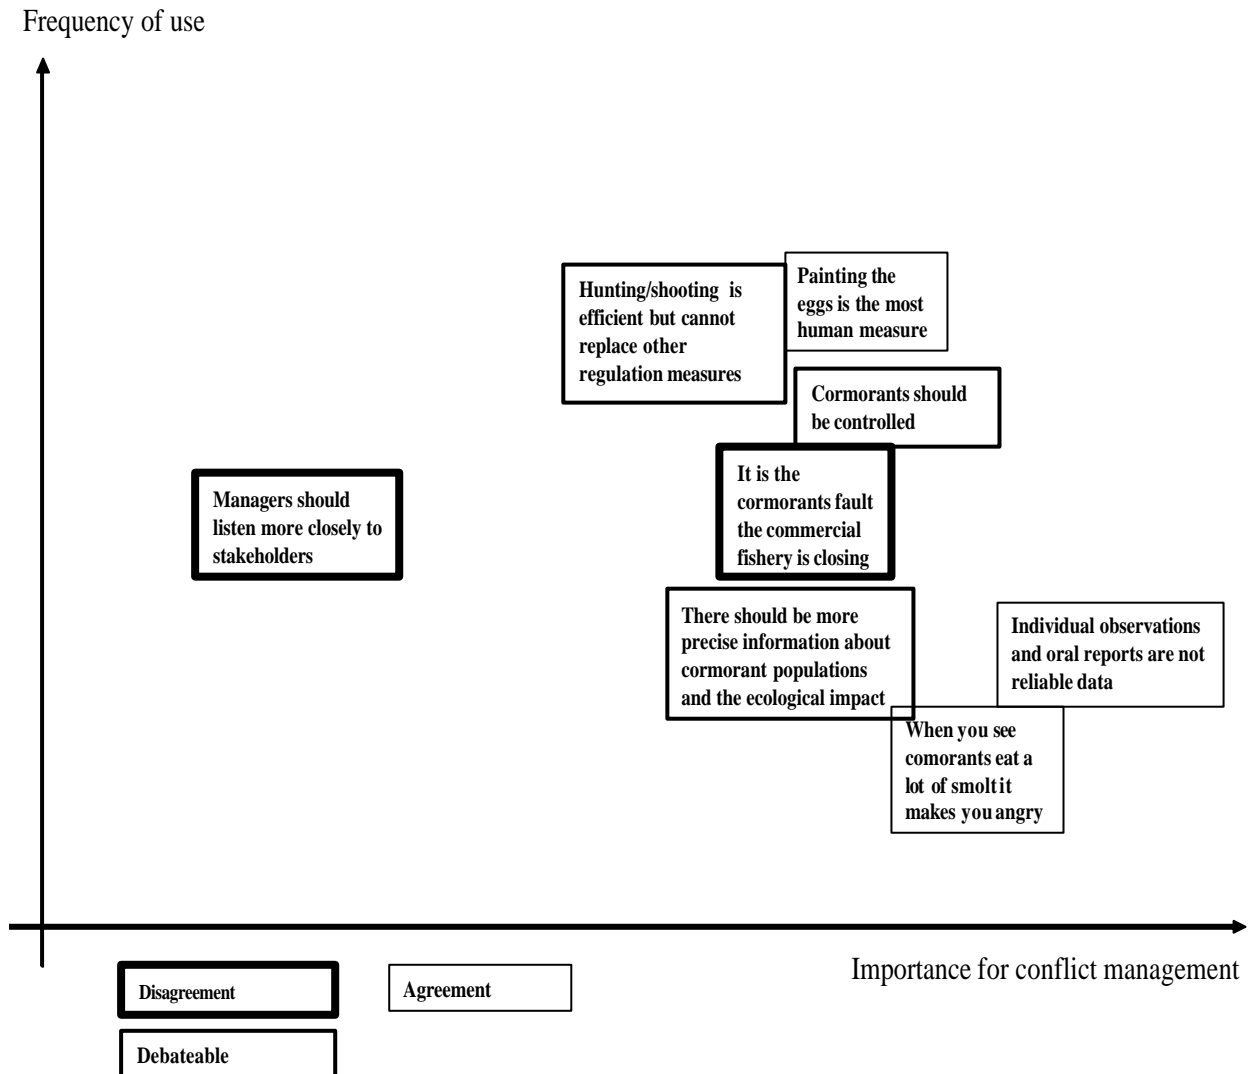 Frequency of use
Hunting/shooting is
efficient but cannot
replace other
regulation measures
Painting the
eggs is the most
human measure
Cormorants should
be controlled
Managers should
listen more closely to
stakeholders
It is the
cormorants fault
the commercial
fishery is closing
There should be more
precise information about
cormorant populations
and the ecological impact
Individual observations
and oral reports are not
reliable data
When you see
comorants eat a
lot of smolt it
makes you angry
Importance for conflict management
Disagreement
Agreement
Debateable